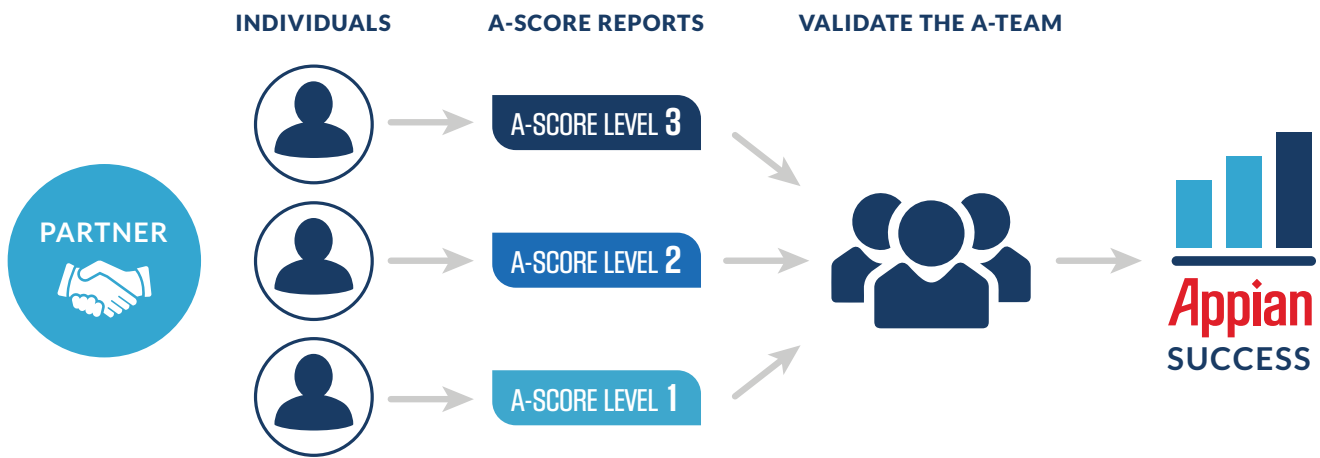 INDIVIDUALS
A-SCORE REPORTS
VALIDATE THE A-TEAM
PARTNER
A-SCORE LEVEL 3
A-SCORE LEVEL 2
A-SCORE LEVEL 1
Appian
SUCCESS